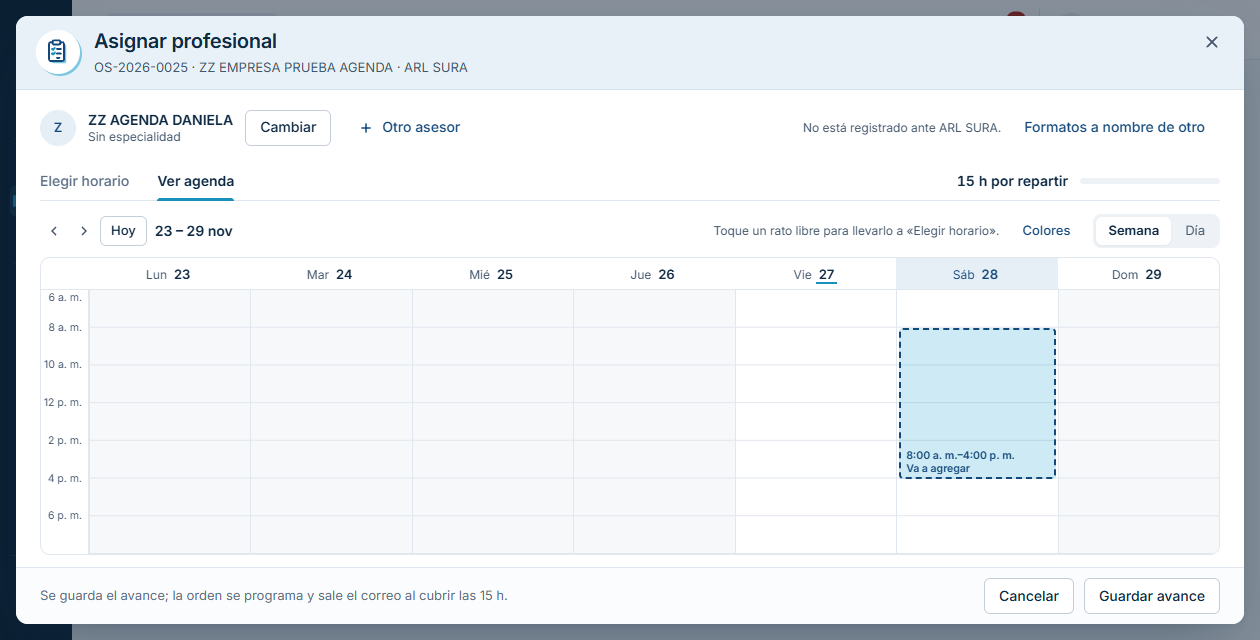 Asignar profesional
OS-2026-0025 · ZZ EMPRESA PRUEBA AGENDA · ARL SURA
Z
ZZ AGENDA DANIELA
Sin especialidad
Cambiar
+ Otro asesor
No está registrado ante ARL SURA.
Formatos a nombre de otro
Elegir horario
Ver agenda
15 h por repartir
Hoy
23 – 29 nov
Toque un rato libre para llevarlo a «Elegir horario».
Colores
Semana
Día
Lun 23
Mar 24
Mié 25
Jue 26
Vie 27
Sáb 28
Dom 29
6 a. m.
8 a. m.
10 a. m.
12 p. m.
2 p. m.
4 p. m.
6 p. m.
8:00 a. m.–4:00 p. m.
Va a agregar
Se guarda el avance; la orden se programa y sale el correo al cubrir las 15 h.
Cancelar
Guardar avance